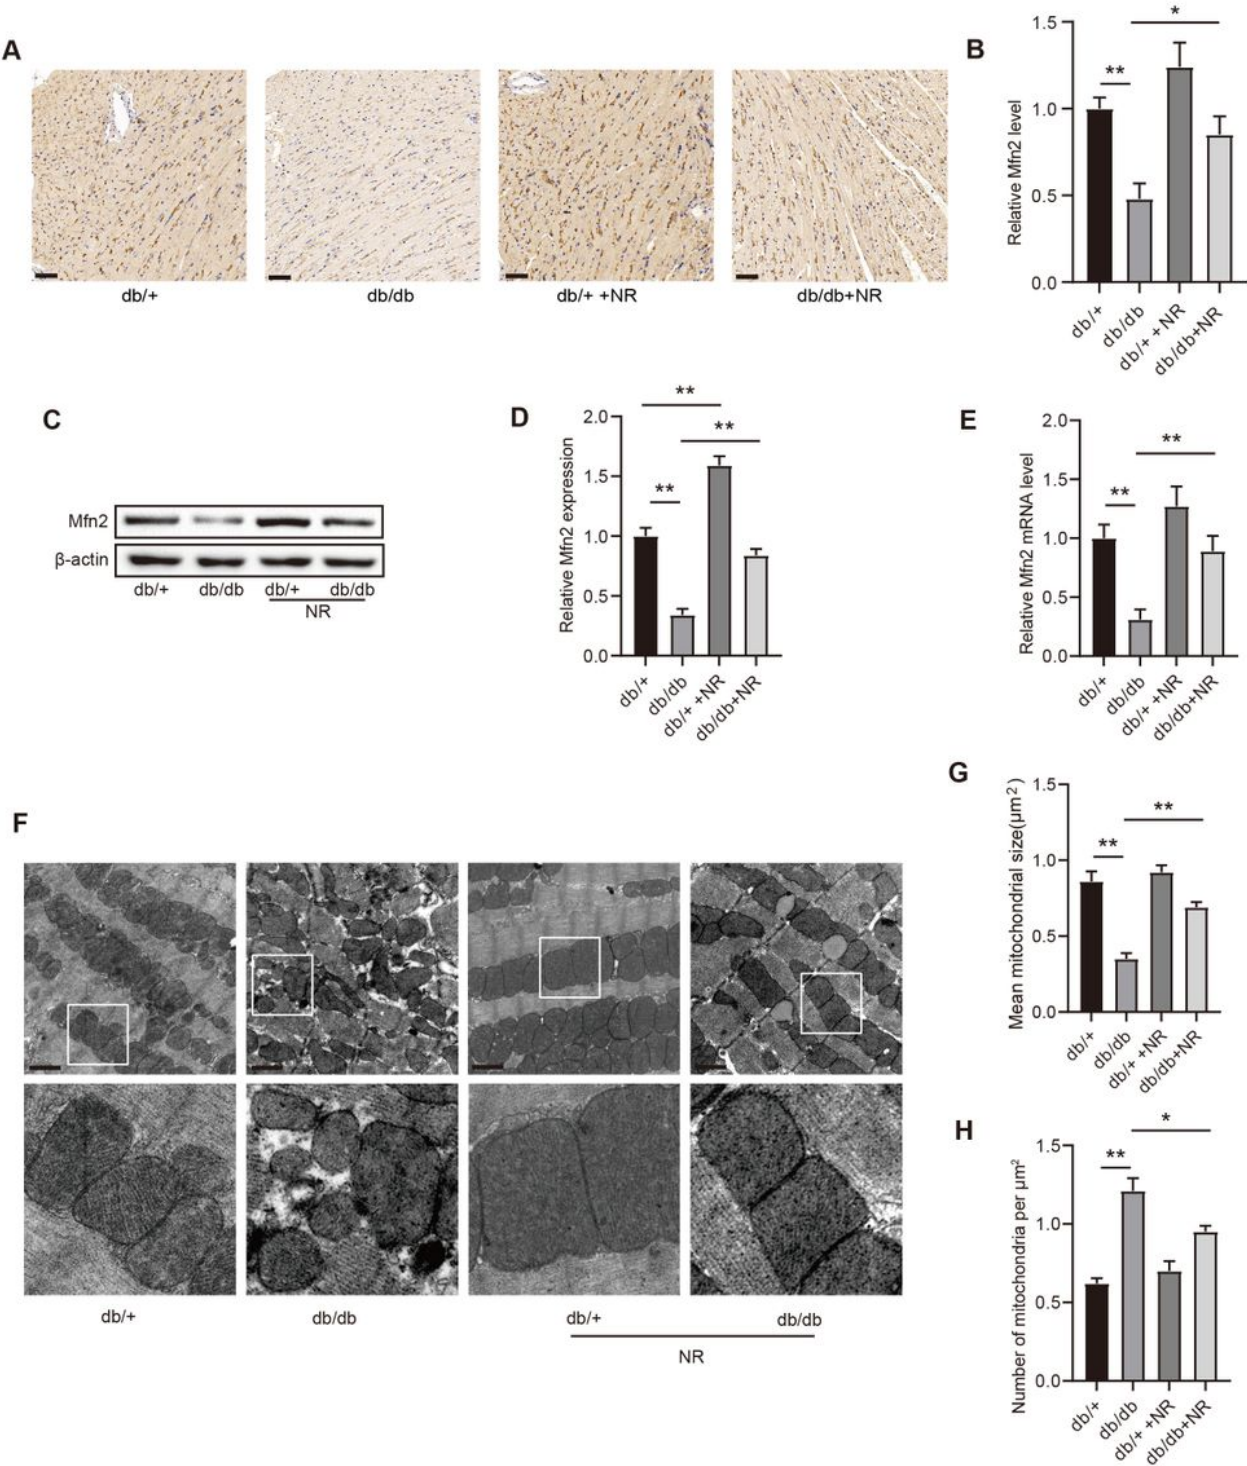 A
db/+
db/db
db/+ +NR
db/db+NR
B
Relative Mfn2 level
1.5
1.0
0.5
0.0
*
**
db/+
db/db
db/+ +NR
db/db+NR
C
Mfn2
β-actin
db/+
db/db
db/+
db/db
NR
D
Relative Mfn2 expression
2.0
1.5
1.0
0.5
0.0
**
**
**
db/+
db/db
db/+ +NR
db/db+NR
E
Relative Mfn2 mRNA level
2.0
1.5
1.0
0.5
0.0
**
**
db/+
db/db
db/+ +NR
db/db+NR
F
db/+
db/db
db/+
db/db
NR
G
Mean mitochondrial size(μm²)
1.5
1.0
0.5
0.0
**
**
db/+
db/db
db/+ +NR
db/db+NR
H
Number of mitochondria per μm²
1.5
1.0
0.5
0.0
*
**
db/+
db/db
db/+ +NR
db/db+NR